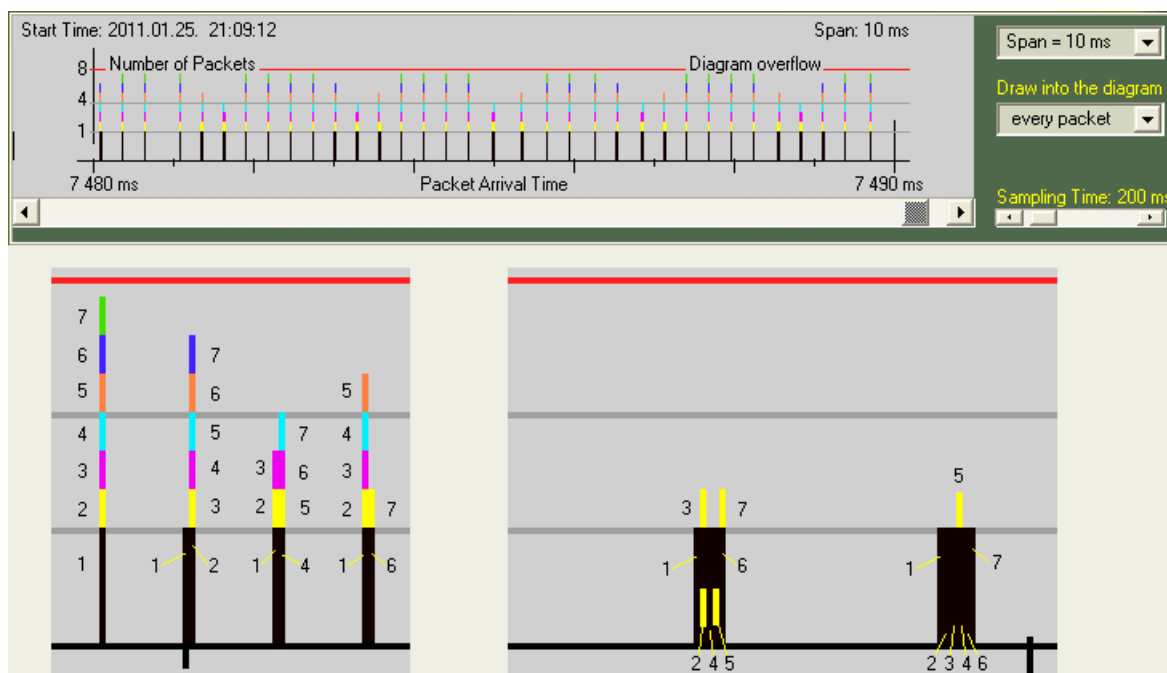 Start Time: 2011.01.25. 21:09:12 Span: 10 ms
Span = 10 ms
8 Number of Packets Diagram overflow
Draw into the diagram
4
every packet
1
7 480 ms Packet Arrival Time 7 490 ms
Sampling Time: 200 ms
7
6 7
5 6 5
4 5 7 4
3 4 3 6 3
2 3 2 5 2 7
1 1 2 1 4 1 6
5
3 7
1 6 1 7
2 4 5 2 3 4 6